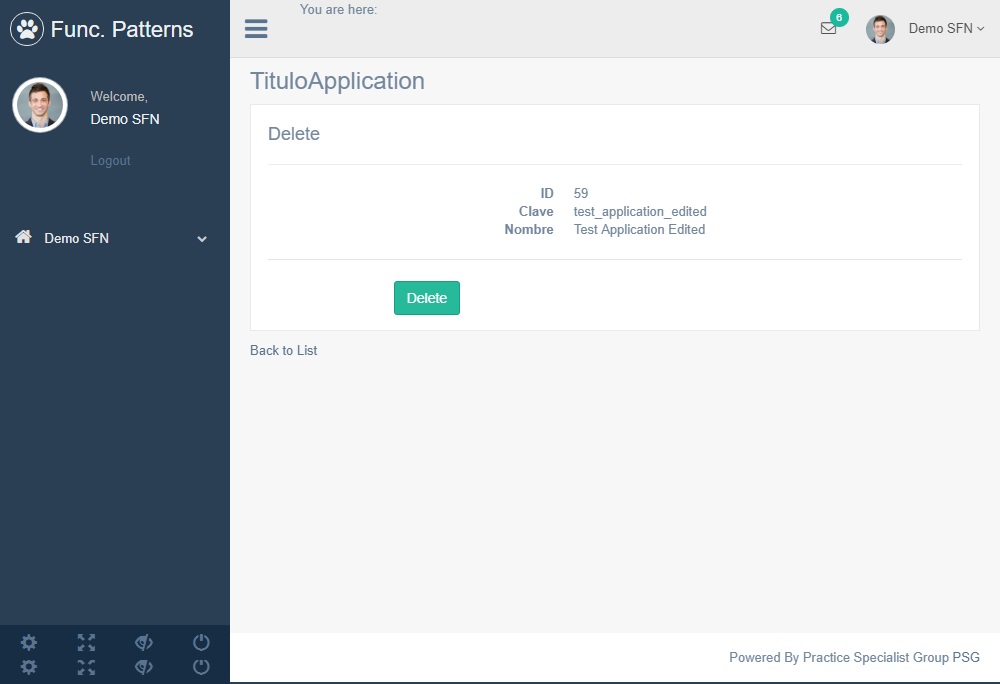 Func. Patterns
You are here:
6
Demo SFN
Welcome,
Demo SFN
Logout
Demo SFN
TituloApplication
Delete
ID 59
Clave test_application_edited
Nombre Test Application Edited
Delete
Back to List
Powered By Practice Specialist Group PSG